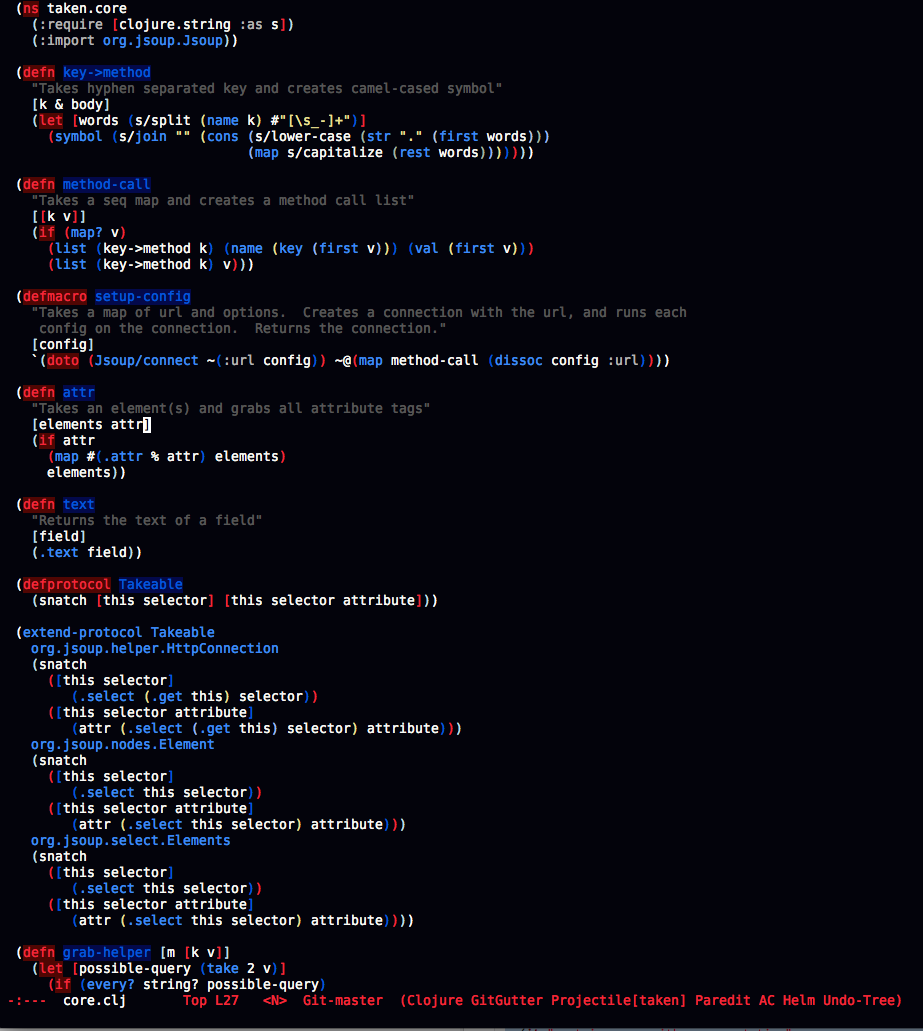 (ns taken.core
  (:require [clojure.string :as s])
  (:import org.jsoup.Jsoup))

(defn key->method
  "Takes hyphen separated key and creates camel-cased symbol"
  [k & body]
  (let [words (s/split (name k) #"[\s_-]+")]
    (symbol (s/join "" (cons (s/lower-case (str "." (first words)))
                             (map s/capitalize (rest words)))))))

(defn method-call
  "Takes a seq map and creates a method call list"
  [[k v]]
  (if (map? v)
    (list (key->method k) (name (key (first v))) (val (first v)))
    (list (key->method k) v)))

(defmacro setup-config
  "Takes a map of url and options.  Creates a connection with the url, and runs each
   config on the connection.  Returns the connection."
  [config]
  `(doto (Jsoup/connect ~(:url config)) ~@(map method-call (dissoc config :url))))

(defn attr
  "Takes an element(s) and grabs all attribute tags"
  [elements attr]
  (if attr
    (map #(.attr % attr) elements)
    elements))

(defn text
  "Returns the text of a field"
  [field]
  (.text field))

(defprotocol Takeable
  (snatch [this selector] [this selector attribute]))

(extend-protocol Takeable
  org.jsoup.helper.HttpConnection
  (snatch
    ([this selector]
       (.select (.get this) selector))
    ([this selector attribute]
       (attr (.select (.get this) selector) attribute)))
  org.jsoup.nodes.Element
  (snatch
    ([this selector]
       (.select this selector))
    ([this selector attribute]
       (attr (.select this selector) attribute)))
  org.jsoup.select.Elements
  (snatch
    ([this selector]
       (.select this selector))
    ([this selector attribute]
       (attr (.select this selector) attribute))))

(defn grab-helper [m [k v]]
  (let [possible-query (take 2 v)]
    (if (every? string? possible-query)
-:---  core.clj       Top L27   <N>  Git-master  (Clojure GitGutter Projectile[taken] Paredit AC Helm Undo-Tree)